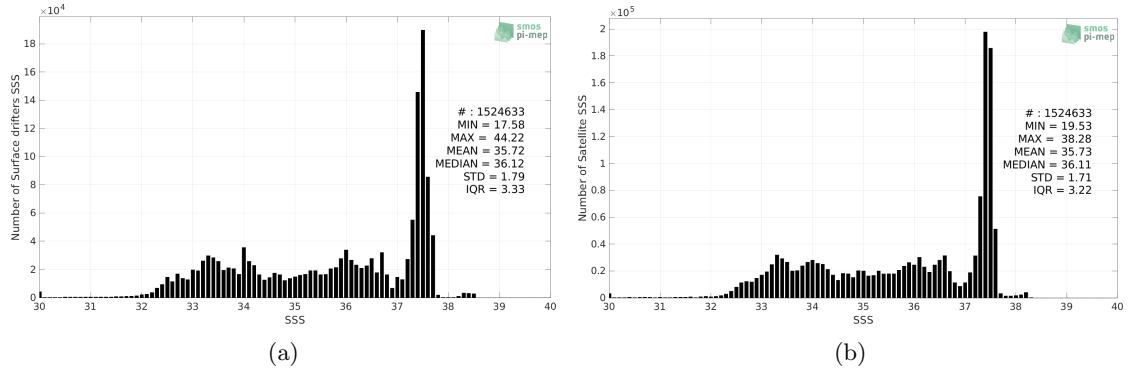 ×10⁴
18
16
14
12
10
8
6
4
2
0
Number of Surface drifters SSS
30 31 32 33 34 35 36 37 38 39 40
SSS
smos
pi-mep
# : 1524633
MIN = 17.58
MAX = 44.22
MEAN = 35.72
MEDIAN = 36.12
STD = 1.79
IQR = 3.33
(a)
×10⁵
2
1.8
1.6
1.4
1.2
1
0.8
0.6
0.4
0.2
0
Number of Satellite SSS
30 31 32 33 34 35 36 37 38 39 40
SSS
smos
pi-mep
# : 1524633
MIN = 19.53
MAX = 38.28
MEAN = 35.73
MEDIAN = 36.11
STD = 1.71
IQR = 3.22
(b)